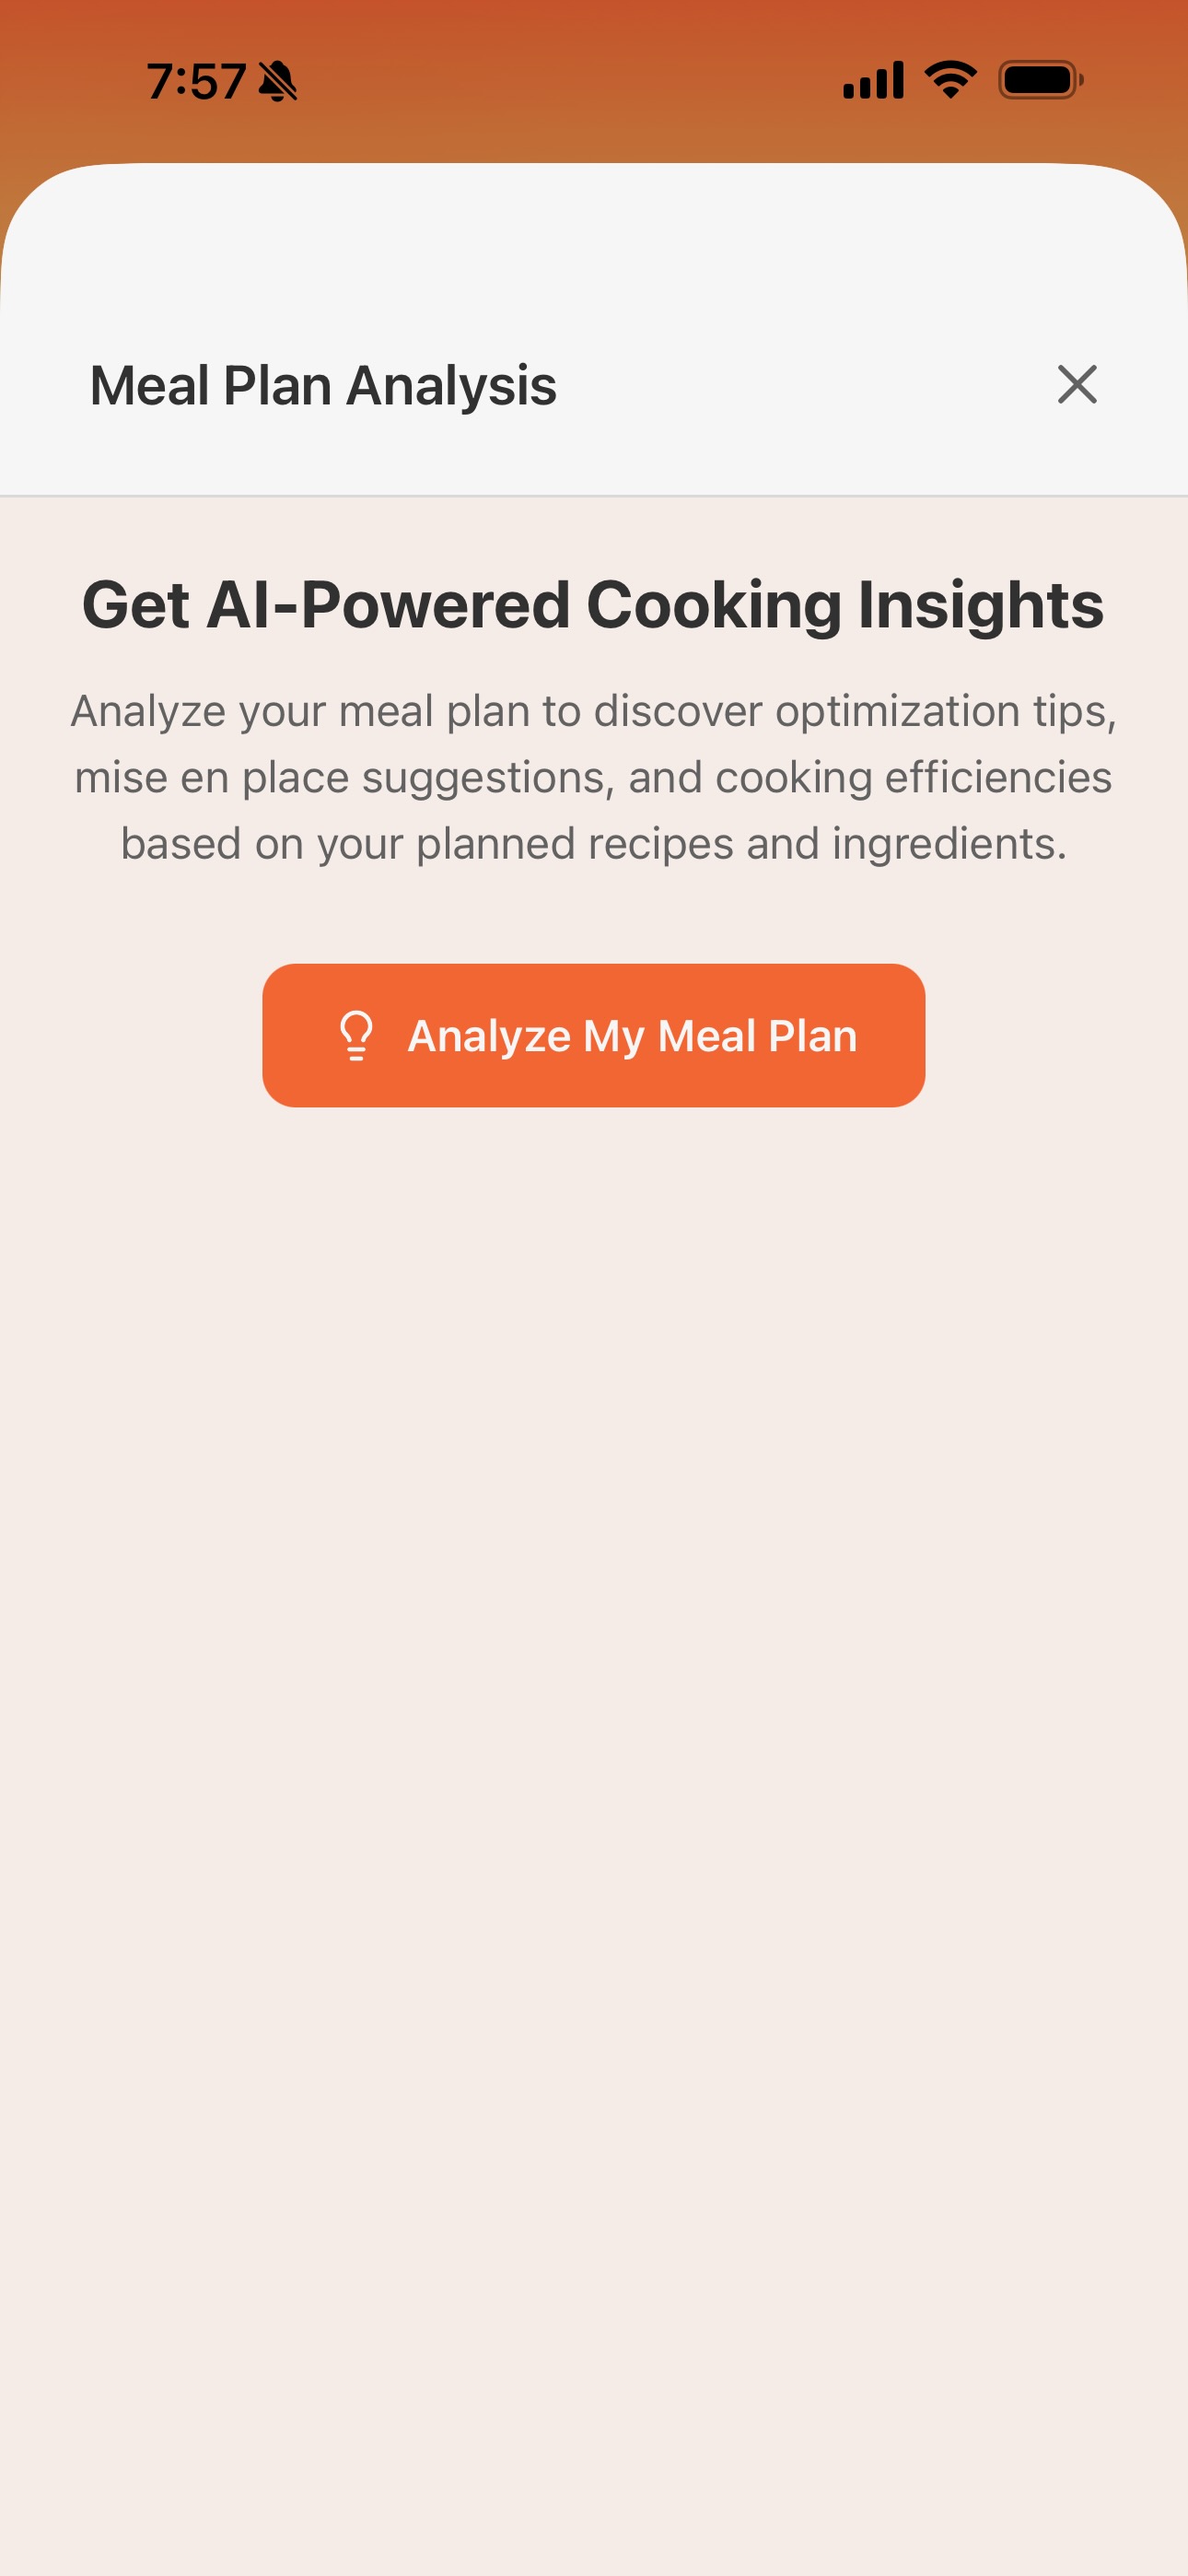 7:57
Meal Plan Analysis
Get AI-Powered Cooking Insights
Analyze your meal plan to discover optimization tips,
mise en place suggestions, and cooking efficiencies
based on your planned recipes and ingredients.
Analyze My Meal Plan